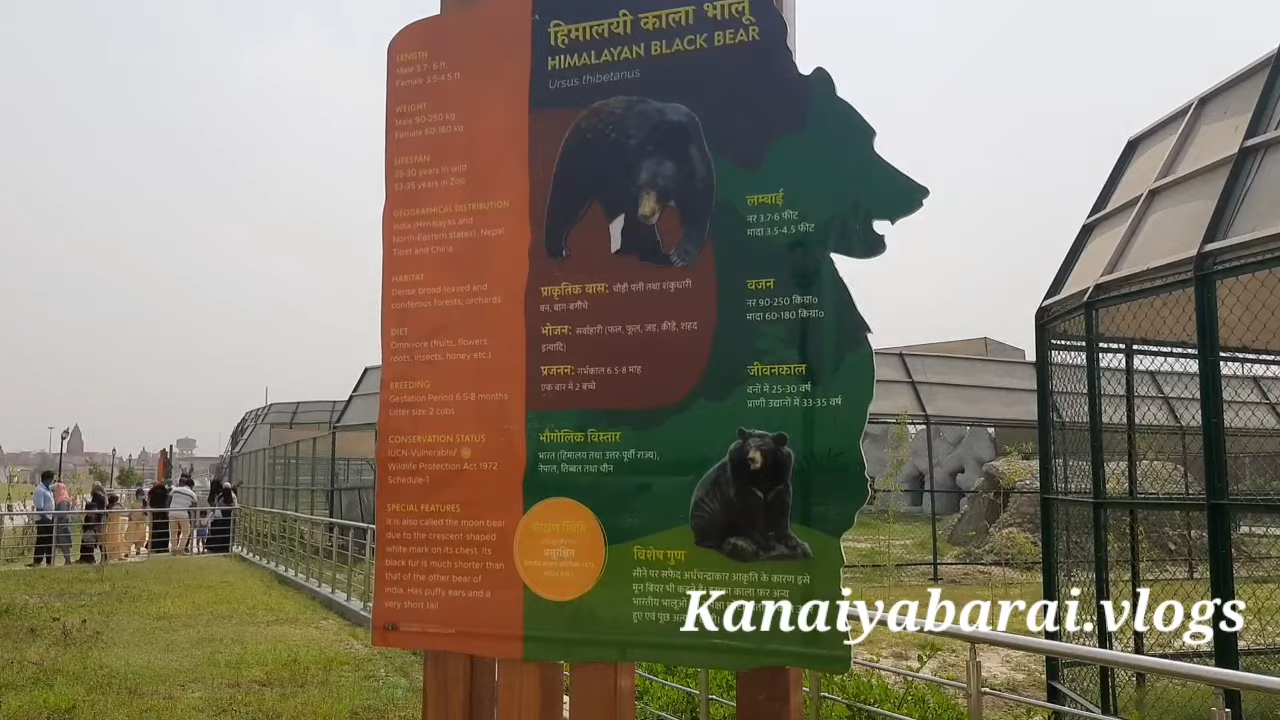 LENGTH
Male 3.7- 6 ft
Female 3.5-4.5 ft
WEIGHT
Male 90-250 kg
Female 60-180 kg
LIFESPAN
25-30 years in wild
33-35 years in Zoo
GEOGRAPHICAL DISTRIBUTION
India (Himalayas and
North-Eastern states), Nepal
Tibet and China
HABITAT
Dense broad-leaved and
coniferous forests, orchards
DIET
Omnivore (fruits, flowers,
roots, insects, honey etc.)
BREEDING
Gestation Period 6.5-8 months
Litter size 2 cubs
CONSERVATION STATUS
IUCN-Vulnerable/
Wildlife Protection Act 1972
Schedule-1
SPECIAL FEATURES
It is also called the moon bear
due to the crescent-shaped
white mark on its chest. Its
black fur is much shorter than
that of the other bear of
India. Has puffy ears and a
very short tail
हिमालयी काला भालू
HIMALAYAN BLACK BEAR
Ursus thibetanus
प्राकृतिक वास: चौड़ी पत्ती तथा शंकुधारी
वन, बाग-बगीचे
भोजन: सर्वाहारी (फल, फूल, जड़, कीड़ें, शहद
इत्यादि)
प्रजनन: गर्भकाल 6.5-8 माह
एक बार में 2 बच्चे
लम्बाई
नर 3.7-6 फीट
मादा 3.5-4.5 फीट
वजन
नर 90-250 किग्रा०
मादा 60-180 किग्रा०
जीवनकाल
वनों में 25-30 वर्ष
प्राणी उद्यानों में 33-35 वर्ष
भौगोलिक विस्तार
भारत (हिमालय तथा उत्तर-पूर्वी राज्य),
नेपाल, तिब्बत तथा चीन
संरक्षण स्थिति
विशेष गुण
सीने पर सफेद अर्धचन्द्राकार आकृति के कारण इसे
मून बियर भी काला फर अन्य
भारतीय
हुए एवं पूंछ
Kanaiyabarai.vlogs